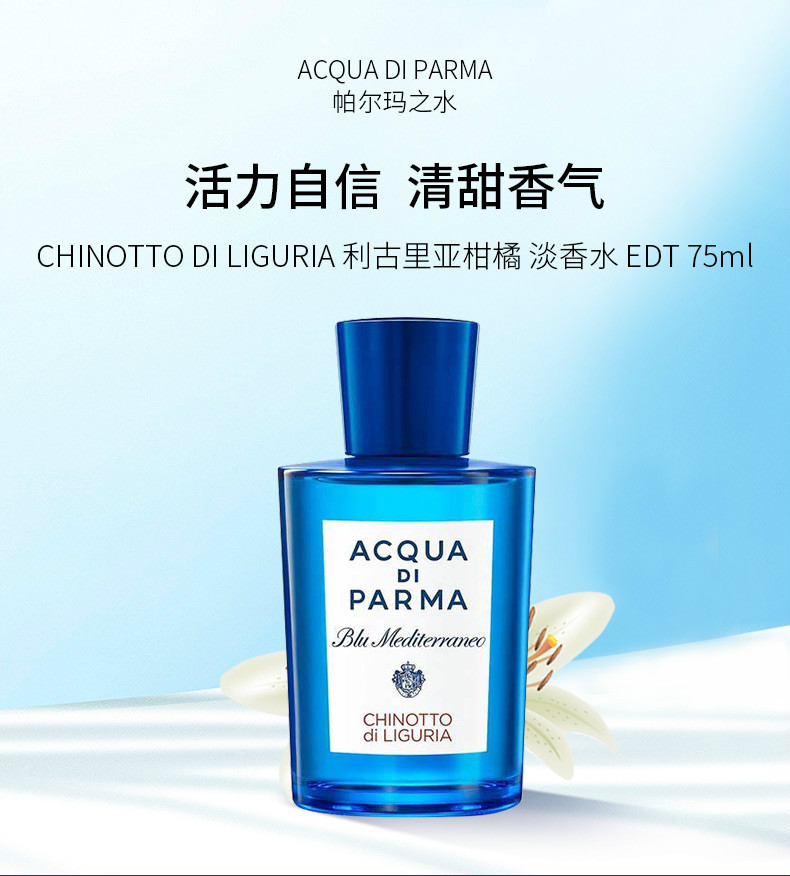 ACQUA DI PARMA
帕尔玛之水
活力自信 清甜香气
CHINOTTO DI LIGURIA 利古里亚柑橘 淡香水 EDT 75ml
ACQUA
DI
PARMA
Blu Mediterraneo
CHINOTTO
di LIGURIA